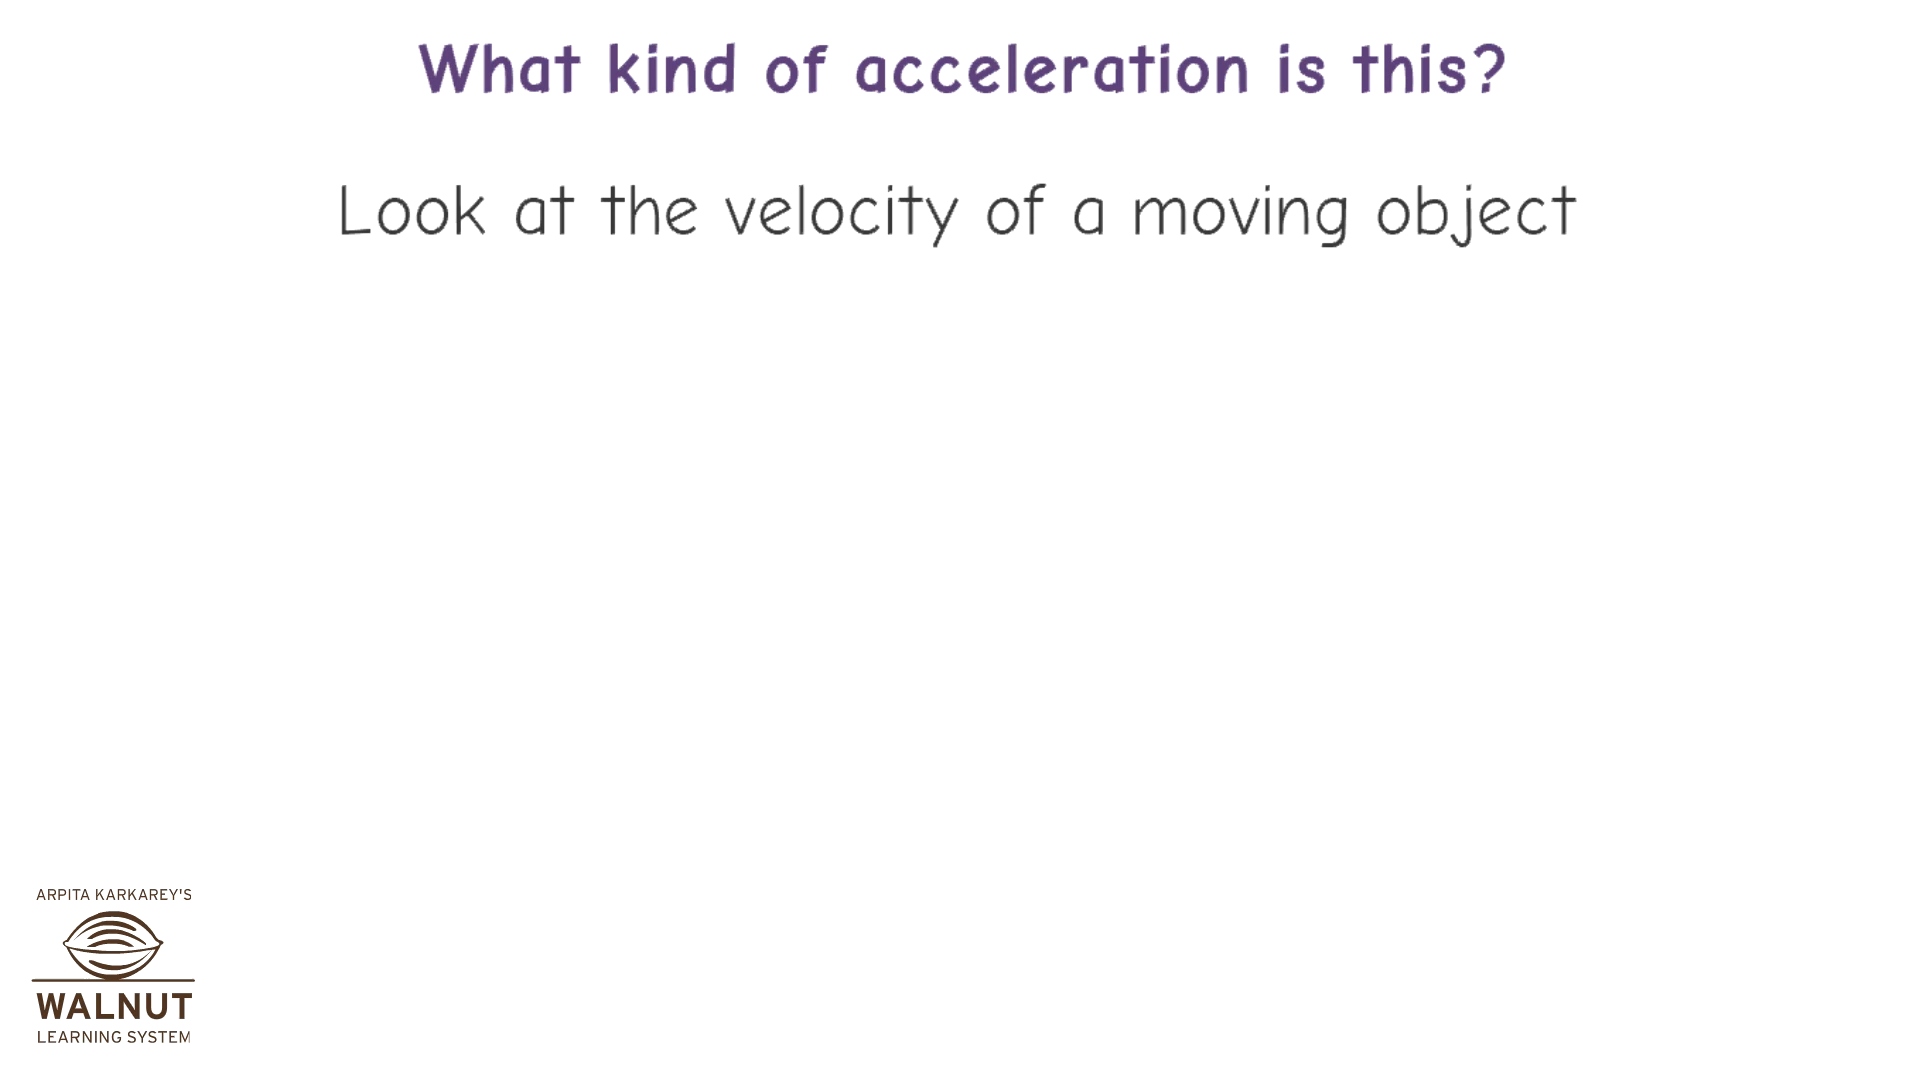 What kind of acceleration is this?
Look at the velocity of a moving object
ARPITA KARKAREY'S
WALNUT
LEARNING SYSTEM